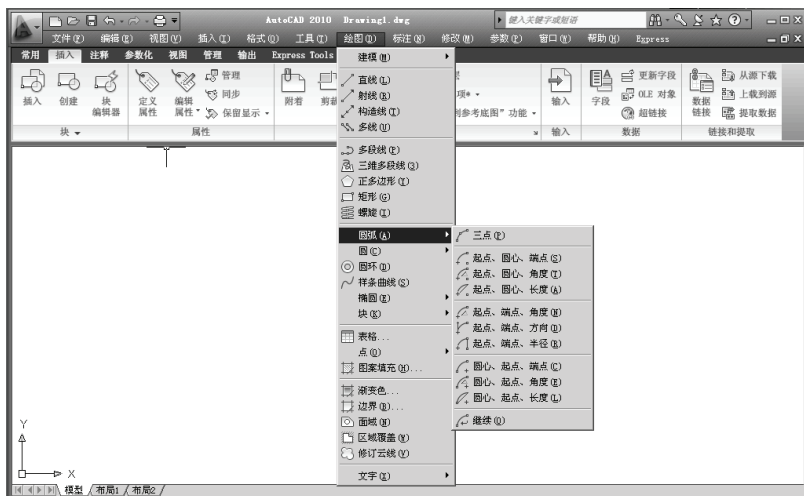 AutoCAD 2010 Drawing1.dwg 键入关键字或短语
文件(F) 编辑(E) 视图(V) 插入(I) 格式(O) 工具(T) 绘图(D) 标注(N) 修改(M) 参数(P) 窗口(W) 帮助(H) Express
常用 插入 注释 参数化 视图 管理 输出 Express Tools
插入 创建 块编辑器 定义属性 编辑属性 管理 同步 保留显示 附着 剪裁
项*
到参考底图"功能
输入 字段 更新字段 OLE 对象 超链接 数据链接 从源下载 上载到源 提取数据
块 属性 输入 数据 链接和提取
建模(M)
直线(L)
射线(R)
构造线(T)
多线(U)
多段线(P)
三维多段线(3)
正多边形(Y)
矩形(G)
螺旋(I)
圆弧(A)
圆(C)
圆环(D)
样条曲线(S)
椭圆(E)
块(K)
表格...
点(O)
图案填充(H)...
渐变色...
边界(B)...
面域(N)
区域覆盖(W)
修订云线(V)
文字(X)
三点(P)
起点、圆心、端点(S)
起点、圆心、角度(T)
起点、圆心、长度(A)
起点、端点、角度(N)
起点、端点、方向(D)
起点、端点、半径(R)
圆心、起点、端点(C)
圆心、起点、角度(E)
圆心、起点、长度(L)
继续(O)
Y
X
模型 布局1 布局2